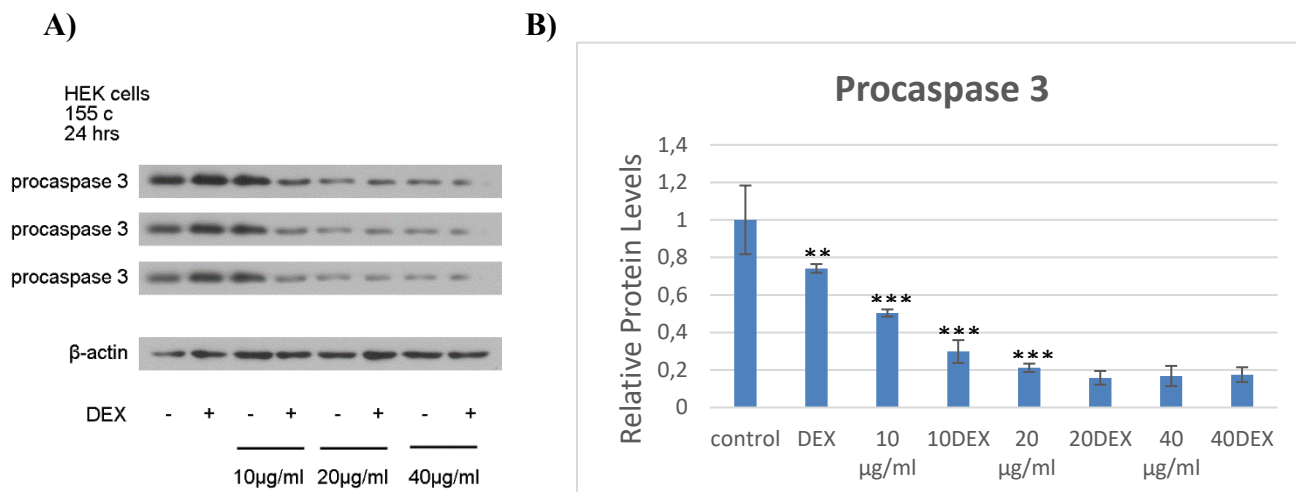 A)
HEK cells
155 c
24 hrs
procaspase 3
procaspase 3
procaspase 3
β-actin
DEX - + - + - + - +
10µg/ml 20µg/ml 40µg/ml
B)
Procaspase 3
Relative Protein Levels
1,4
1,2
1
0,8
0,6
0,4
0,2
0
**
***
***
***
control DEX 10 10DEX 20 20DEX 40 40DEX
µg/ml µg/ml µg/ml